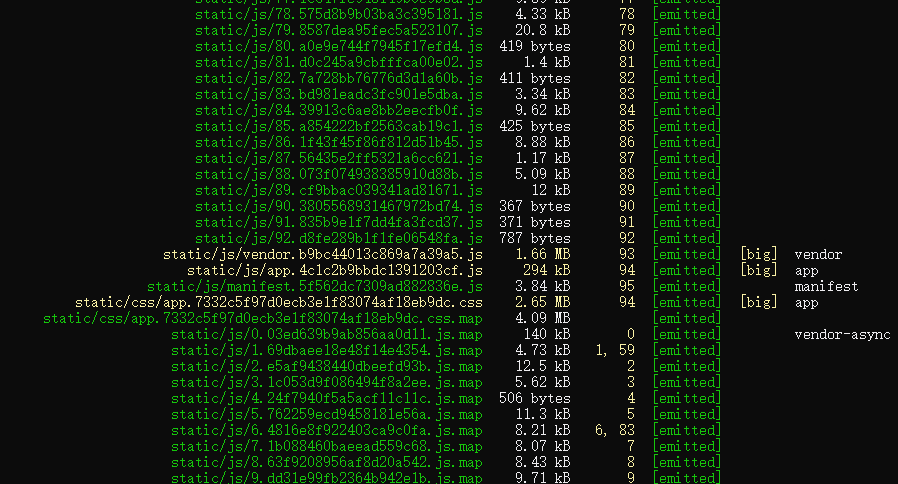 static/js/78.575d8b9b03ba3c395181.js 4.33 kB 78 [emitted]
static/js/79.8587dea95fec5a523107.js 20.8 kB 79 [emitted]
static/js/80.a0e9e744f7945f17efd4.js 419 bytes 80 [emitted]
static/js/81.d0c245a9cbfffca00e02.js 1.4 kB 81 [emitted]
static/js/82.7a728bb76776d3d1a60b.js 411 bytes 82 [emitted]
static/js/83.bd981eadc3fc901e5dba.js 3.34 kB 83 [emitted]
static/js/84.39913c6ae8bb2eecfb0f.js 9.62 kB 84 [emitted]
static/js/85.a854222bf2563cab19c1.js 425 bytes 85 [emitted]
static/js/86.1f43f45f86f812d51b45.js 8.88 kB 86 [emitted]
static/js/87.56435e2ff5321a6cc621.js 1.17 kB 87 [emitted]
static/js/88.073f074938385910d88b.js 5.09 kB 88 [emitted]
static/js/89.cf9bbac039341ad81671.js 12 kB 89 [emitted]
static/js/90.3805568931467972bd74.js 367 bytes 90 [emitted]
static/js/91.835b9e1f7dd4fa3fcd37.js 371 bytes 91 [emitted]
static/js/92.d8fe289b1f1fe06548fa.js 787 bytes 92 [emitted]
static/js/vendor.b9bc44013c869a7a39a5.js 1.66 MB 93 [emitted] [big] vendor
static/js/app.4c1c2b9bbdc1391203cf.js 294 kB 94 [emitted] [big] app
static/js/manifest.5f562dc7309ad882836e.js 3.84 kB 95 [emitted] manifest
static/css/app.7332c5f97d0ecb3e1f83074af18eb9dc.css 2.65 MB 94 [emitted] [big] app
static/css/app.7332c5f97d0ecb3e1f83074af18eb9dc.css.map 4.09 MB [emitted]
static/js/0.03ed639b9ab856aa0d11.js.map 140 kB 0 [emitted] vendor-async
static/js/1.69dbaee18e48f14e4354.js.map 4.73 kB 1, 59 [emitted]
static/js/2.e5af9438440dbeefd93b.js.map 12.5 kB 2 [emitted]
static/js/3.1c053d9f086494f8a2ee.js.map 5.62 kB 3 [emitted]
static/js/4.24f7940f5a5acf11c11c.js.map 506 bytes 4 [emitted]
static/js/5.762259ecd9458181e56a.js.map 11.3 kB 5 [emitted]
static/js/6.4816e8f922403ca9c0fa.js.map 8.21 kB 6, 83 [emitted]
static/js/7.1b088460baeead559c68.js.map 8.07 kB 7 [emitted]
static/js/8.63f9208956af8d20a542.js.map 8.43 kB 8 [emitted]
static/js/9.dd31e99fb2364b942e1b.js.map 9.71 kB 9 [emitted]